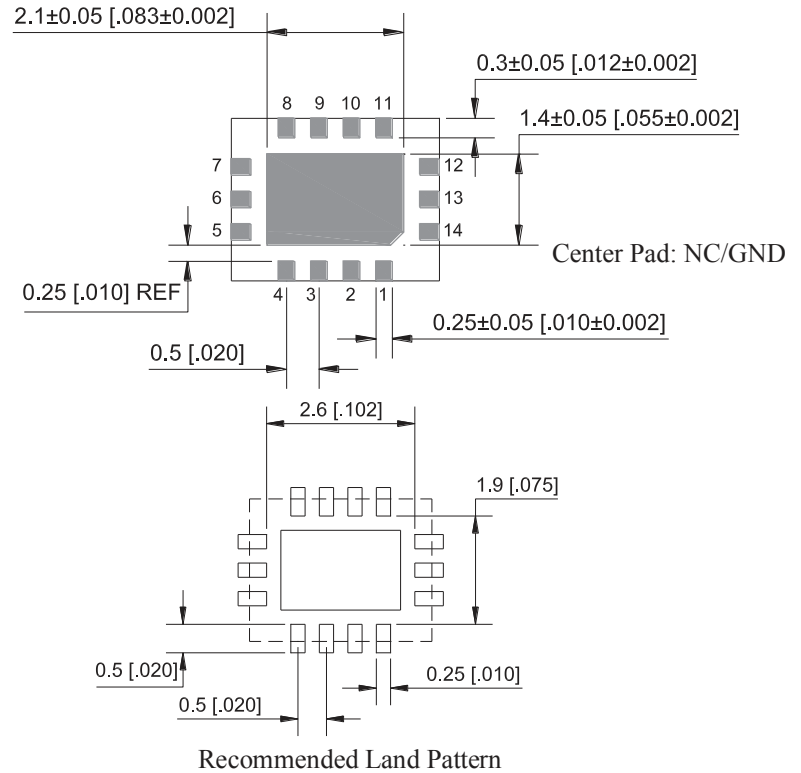 2.1±0.05 [.083±0.002]
0.3±0.05 [.012±0.002]
8 9 10 11
1.4±0.05 [.055±0.002]
7 12
6 13
5 14
Center Pad: NC/GND
0.25 [.010] REF
4 3 2 1
0.25±0.05 [.010±0.002]
0.5 [.020]
2.6 [.102]
1.9 [.075]
0.5 [.020]
0.25 [.010]
0.5 [.020]
Recommended Land Pattern